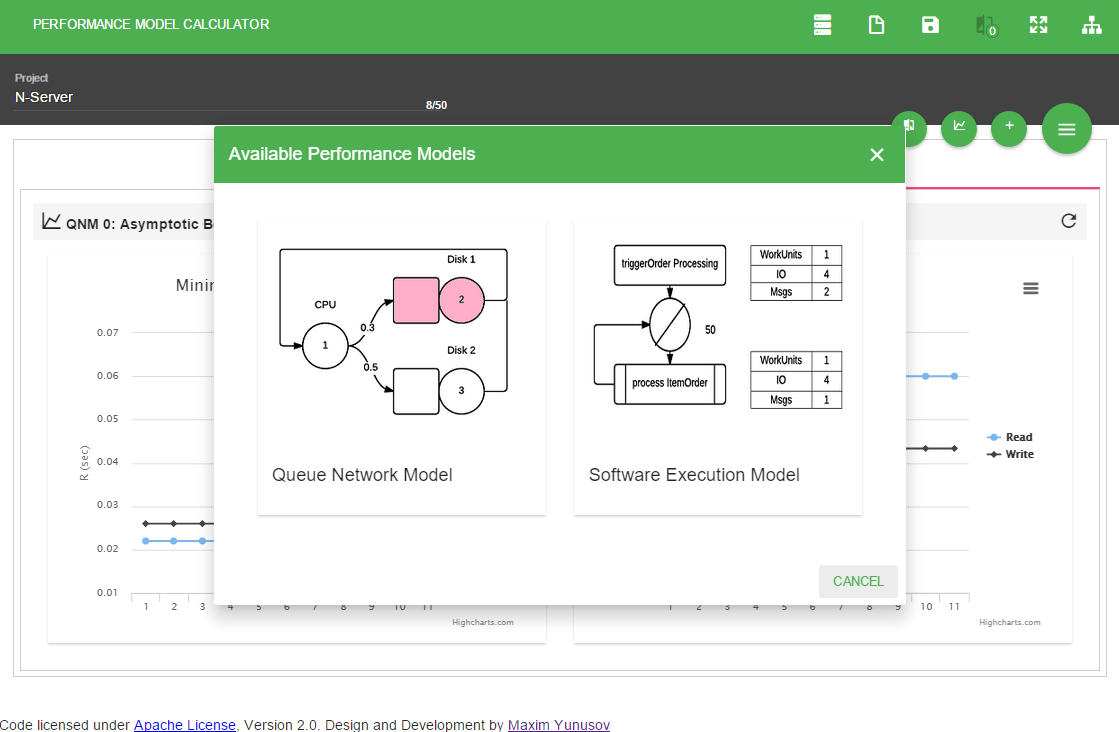 PERFORMANCE MODEL CALCULATOR
0
Project
N-Server
8/50
Available Performance Models
QNM 0: Asymptotic B
Minir
R (sec)
0.07
0.06
0.05
0.04
0.03
0.02
0.01
1 2 3 4 5 6 7 8 9 10 11
Highcharts.com
CPU
1
0.3
0.5
Disk 1
2
Disk 2
3
Queue Network Model
triggerOrder Processing
50
process ItemOrder
WorkUnits 1
IO 4
Msgs 2
WorkUnits 1
IO 4
Msgs 1
Software Execution Model
CANCEL
Read
Write
1 2 3 4 5 6 7 8 9 10 11
Highcharts.com
Code licensed under Apache License, Version 2.0. Design and Development by Maxim Yunusov